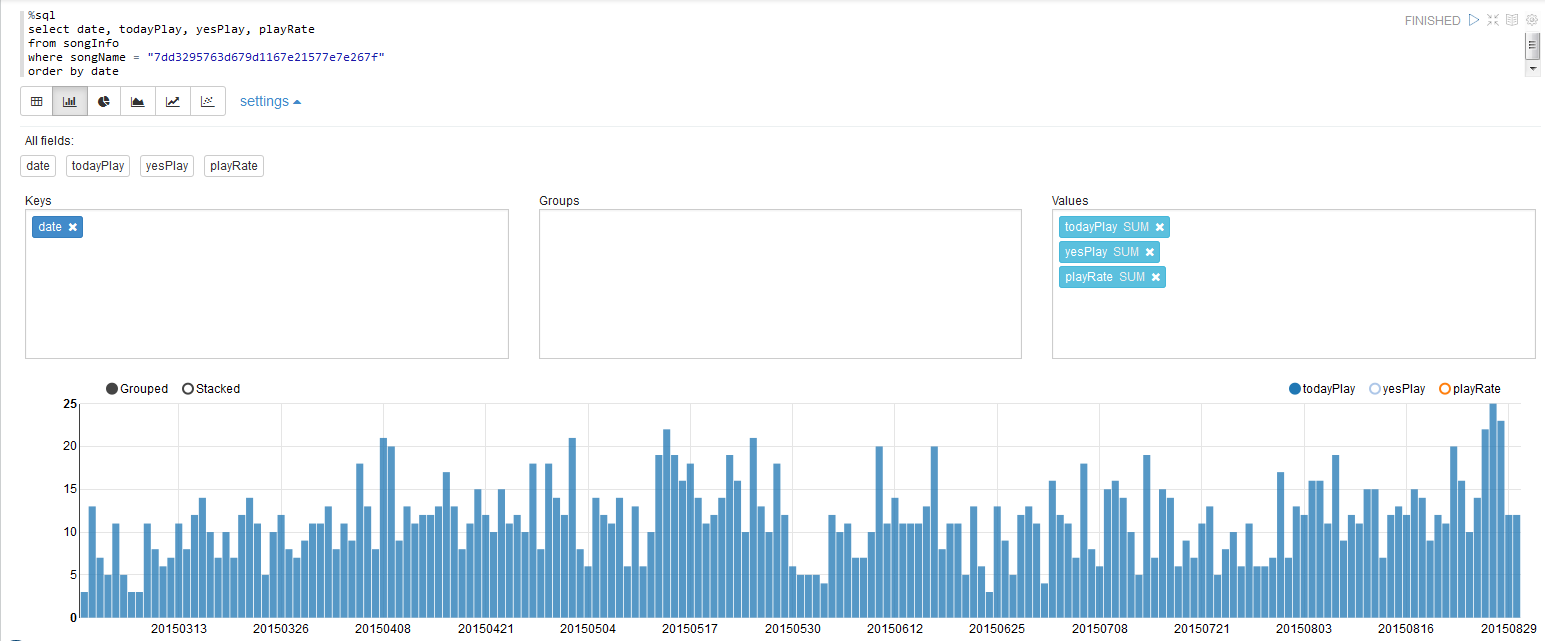 %sql
select date, todayPlay, yesPlay, playRate
from songInfo
where songName = "7dd3295763d679d1167e21577e7e267f"
order by date
FINISHED
settings
All fields:
date todayPlay yesPlay playRate
Keys Groups Values
date
todayPlay SUM
yesPlay SUM
playRate SUM
Grouped Stacked
todayPlay yesPlay playRate
25
20
15
10
5
0
20150313 20150326 20150408 20150421 20150504 20150517 20150530 20150612 20150625 20150708 20150721 20150803 20150816 20150829